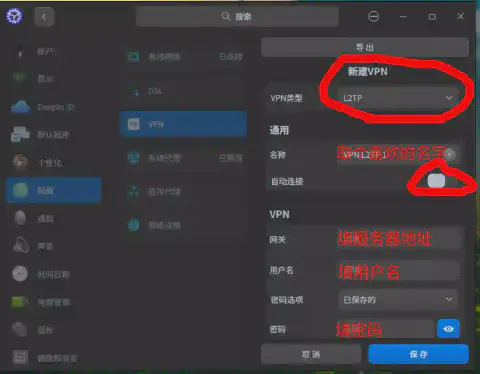 搜索
账户
显示
Deepin ID
默认程序
个性化
网络
通知
声音
时间日期
电源管理
鼠标
键盘和语言
有线网络 已连接
DSL
VPN
系统代理 已禁用
应用代理
网络详情
导出
新建VPN
VPN类型 L2TP
通用
名称 VPN L2TP 1
取个喜欢的名字
自动连接
VPN
网关
填服务器地址
用户名
填用户名
密码选项 已保存的
密码
填密码
取消 保存